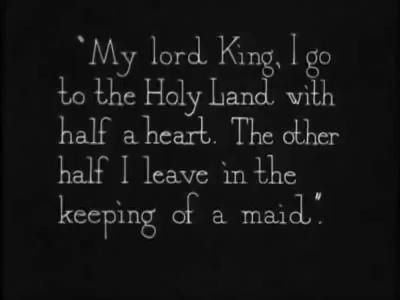 "My lord King, I go
to the Holy Land with
half a heart. The other
half I leave in the
keeping of a maid".